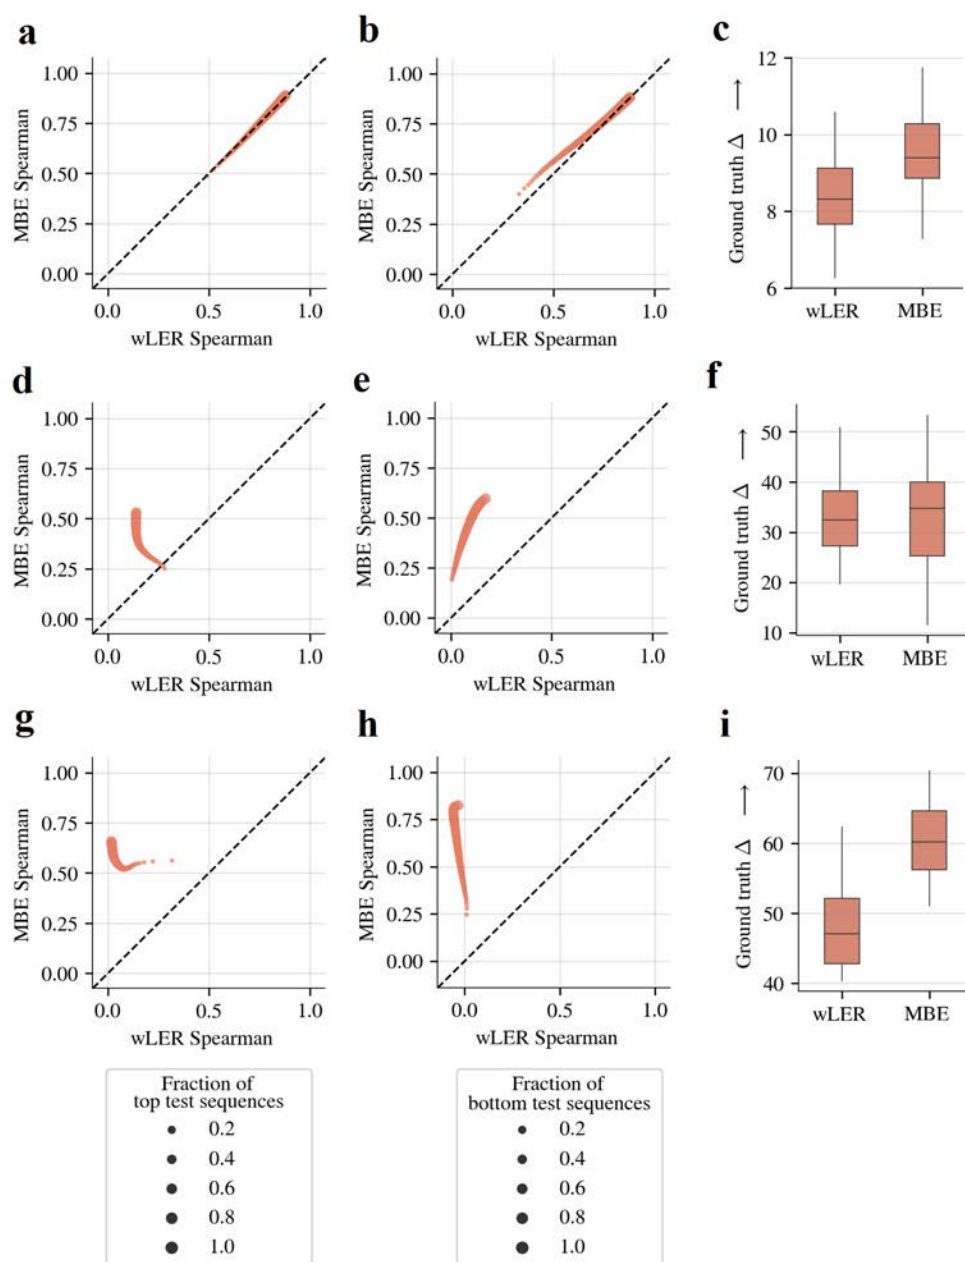 a
1.00
0.75
0.50
0.25
0.00
MBE Spearman
0.0 0.5 1.0
wLER Spearman
b
1.00
0.75
0.50
0.25
0.00
MBE Spearman
0.0 0.5 1.0
wLER Spearman
c
12
10
8
6
Ground truth Δ →
wLER MBE
d
1.00
0.75
0.50
0.25
0.00
MBE Spearman
0.0 0.5 1.0
wLER Spearman
e
1.00
0.75
0.50
0.25
0.00
MBE Spearman
0.0 0.5 1.0
wLER Spearman
f
50
40
30
20
10
Ground truth Δ →
wLER MBE
g
1.00
0.75
0.50
0.25
0.00
MBE Spearman
0.0 0.5 1.0
wLER Spearman
h
1.00
0.75
0.50
0.25
0.00
MBE Spearman
0.0 0.5 1.0
wLER Spearman
i
70
60
50
40
Ground truth Δ →
wLER MBE
Fraction of
top test sequences
0.2
0.4
0.6
0.8
1.0
Fraction of
bottom test sequences
0.2
0.4
0.6
0.8
1.0